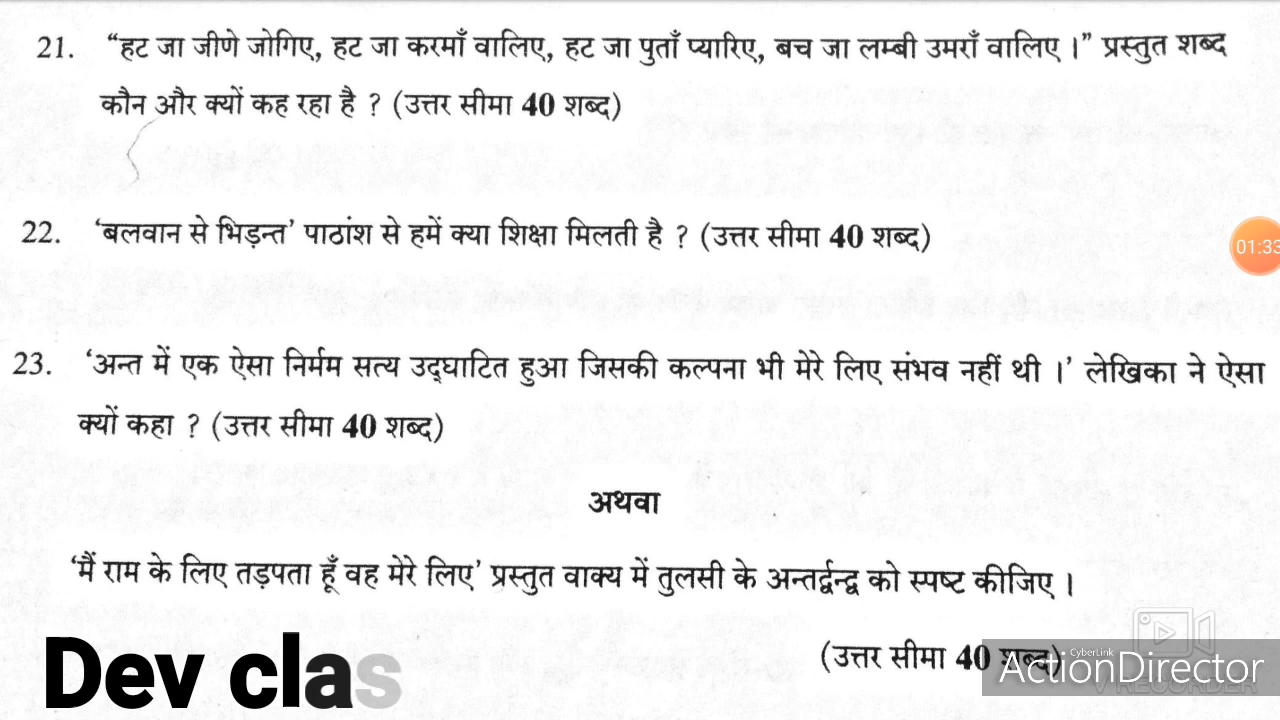 21. “हट जा जीणे जोगिए, हट जा करमाँ वालिए, हट जा पुताँ प्यारिए, बच जा लम्बी उमराँ वालिए ।” प्रस्तुत शब्द
कौन और क्यों कह रहा है ? (उत्तर सीमा 40 शब्द)
22. ‘बलवान से भिड़न्त’ पाठांश से हमें क्या शिक्षा मिलती है ? (उत्तर सीमा 40 शब्द)
01:33
23. ‘अन्त में एक ऐसा निर्मम सत्य उद्घाटित हुआ जिसकी कल्पना भी मेरे लिए संभव नहीं थी ।’ लेखिका ने ऐसा
क्यों कहा ? (उत्तर सीमा 40 शब्द)
अथवा
‘मैं राम के लिए तड़पता हूँ वह मेरे लिए’ प्रस्तुत वाक्य में तुलसी के अन्तर्द्वन्द्व को स्पष्ट कीजिए ।
(उत्तर सीमा 40 शब्द)
Dev clas
CyberLink
ActionDirector